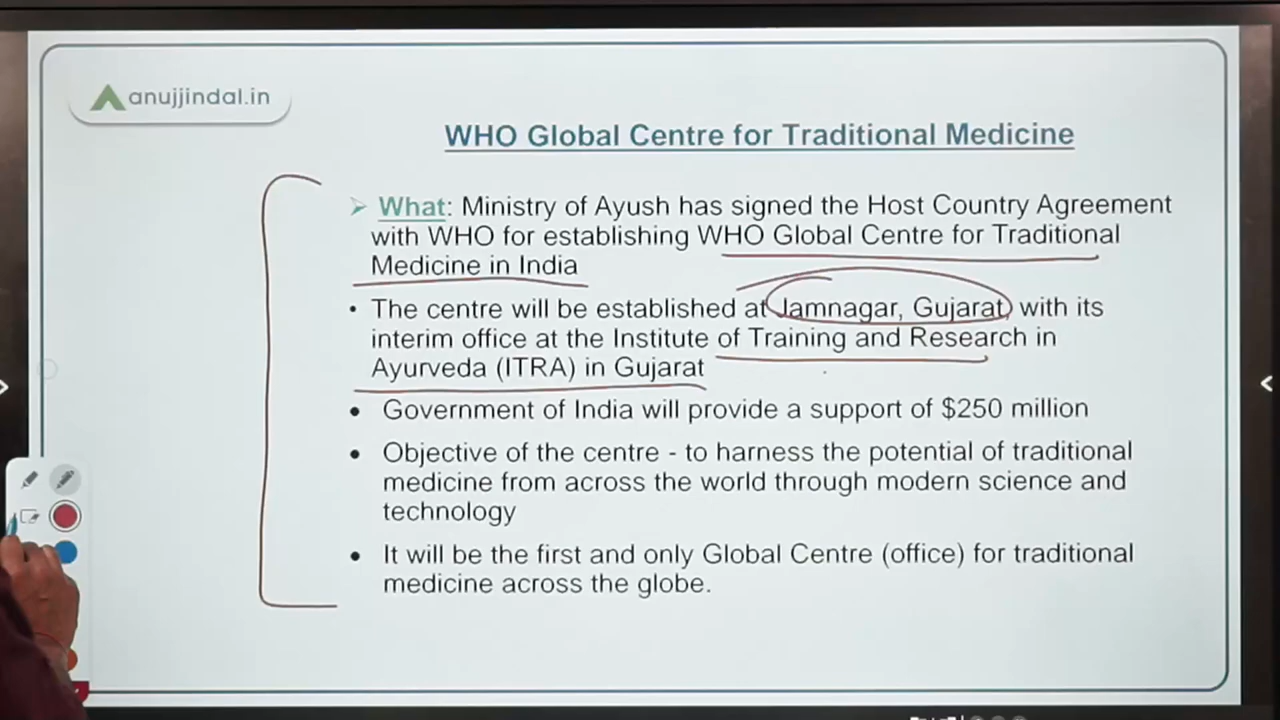 anujjindal.in
WHO Global Centre for Traditional Medicine
➢ What: Ministry of Ayush has signed the Host Country Agreement
with WHO for establishing WHO Global Centre for Traditional
Medicine in India
• The centre will be established at Jamnagar, Gujarat, with its
interim office at the Institute of Training and Research in
Ayurveda (ITRA) in Gujarat
• Government of India will provide a support of $250 million
• Objective of the centre - to harness the potential of traditional
medicine from across the world through modern science and
technology
• It will be the first and only Global Centre (office) for traditional
medicine across the globe.